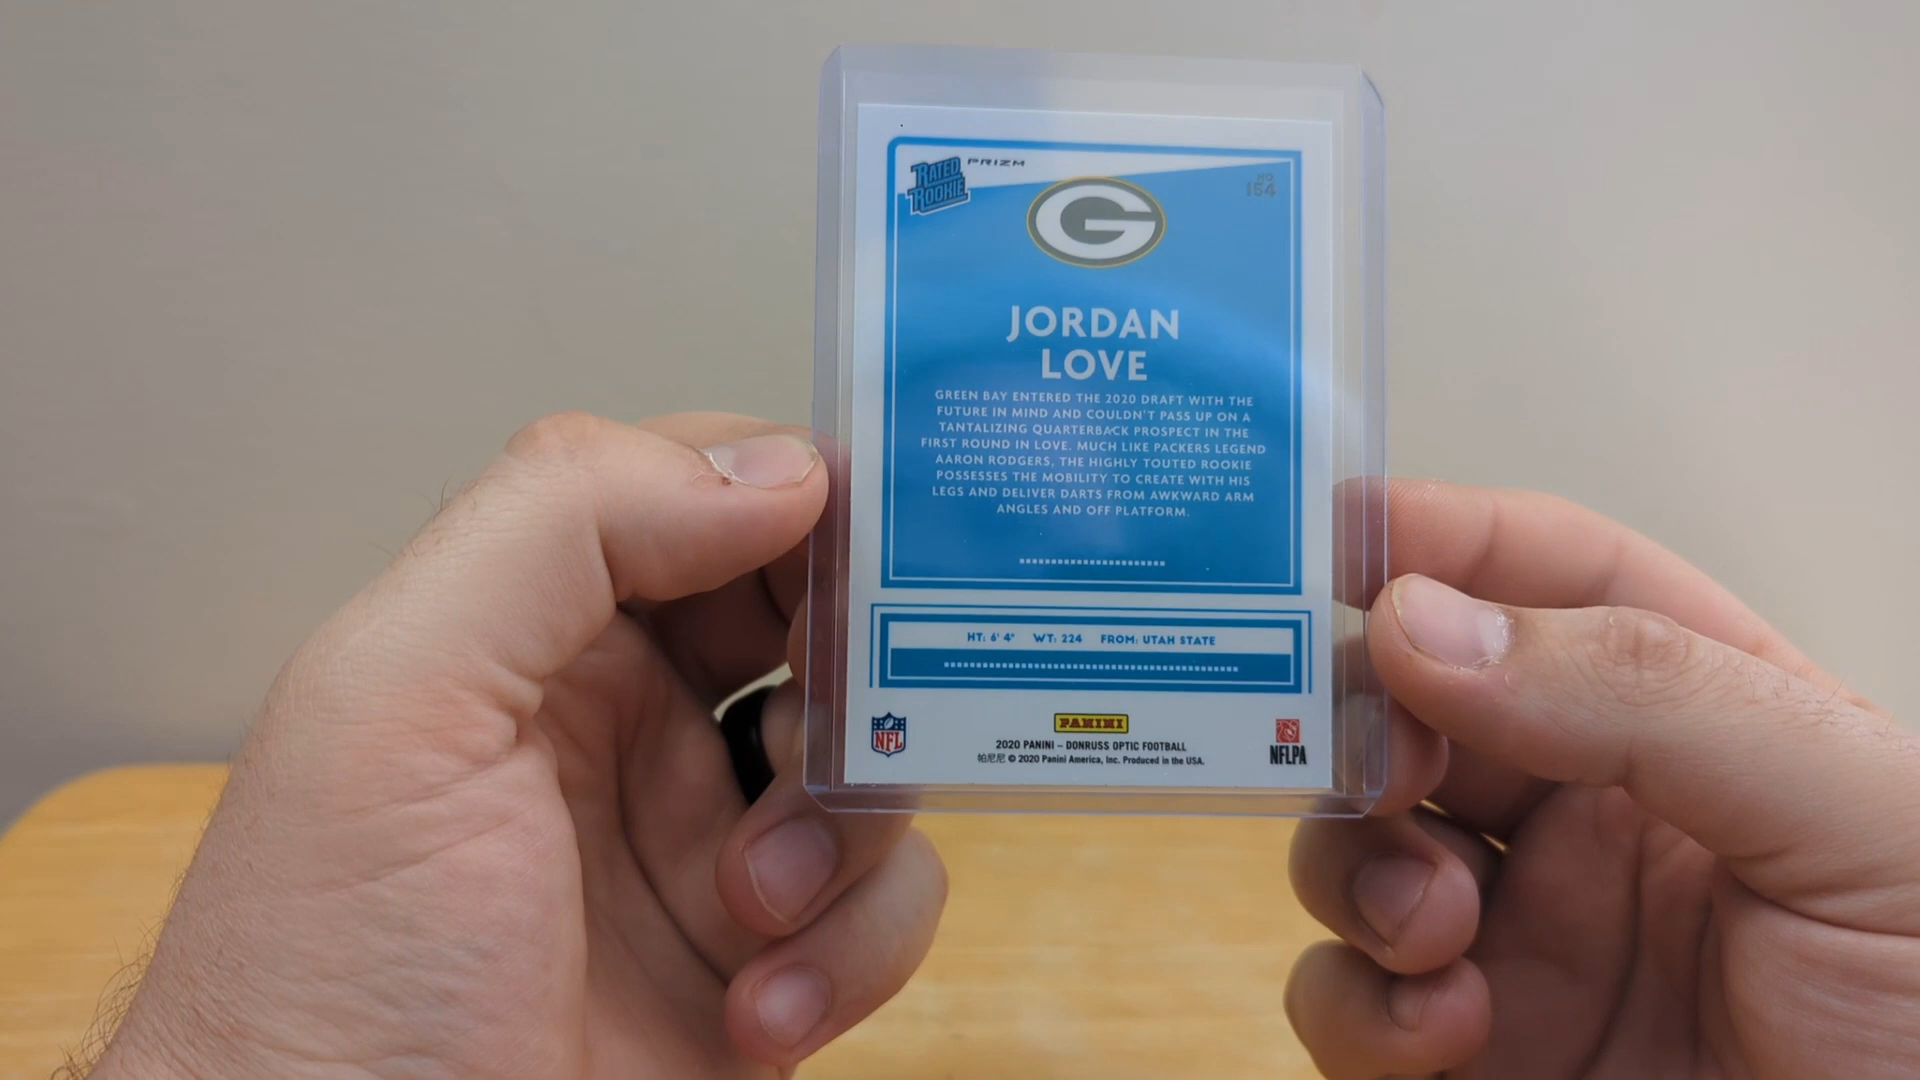 RATED
ROOKIE
PRIZM
NO
154
G
JORDAN
LOVE
GREEN BAY ENTERED THE 2020 DRAFT WITH THE
FUTURE IN MIND AND COULDN'T PASS UP ON A
TANTALIZING QUARTERBACK PROSPECT IN THE
FIRST ROUND IN LOVE. MUCH LIKE PACKERS LEGEND
AARON RODGERS, THE HIGHLY TOUTED ROOKIE
POSSESSES THE MOBILITY TO CREATE WITH HIS
LEGS AND DELIVER DARTS FROM AWKWARD ARM
ANGLES AND OFF PLATFORM.
HT: 6' 4" WT: 224 FROM: UTAH STATE
NFL
PANINI
2020 PANINI – DONRUSS OPTIC FOOTBALL
帕尼尼 © 2020 Panini America, Inc. Produced in the USA.
NFLPA